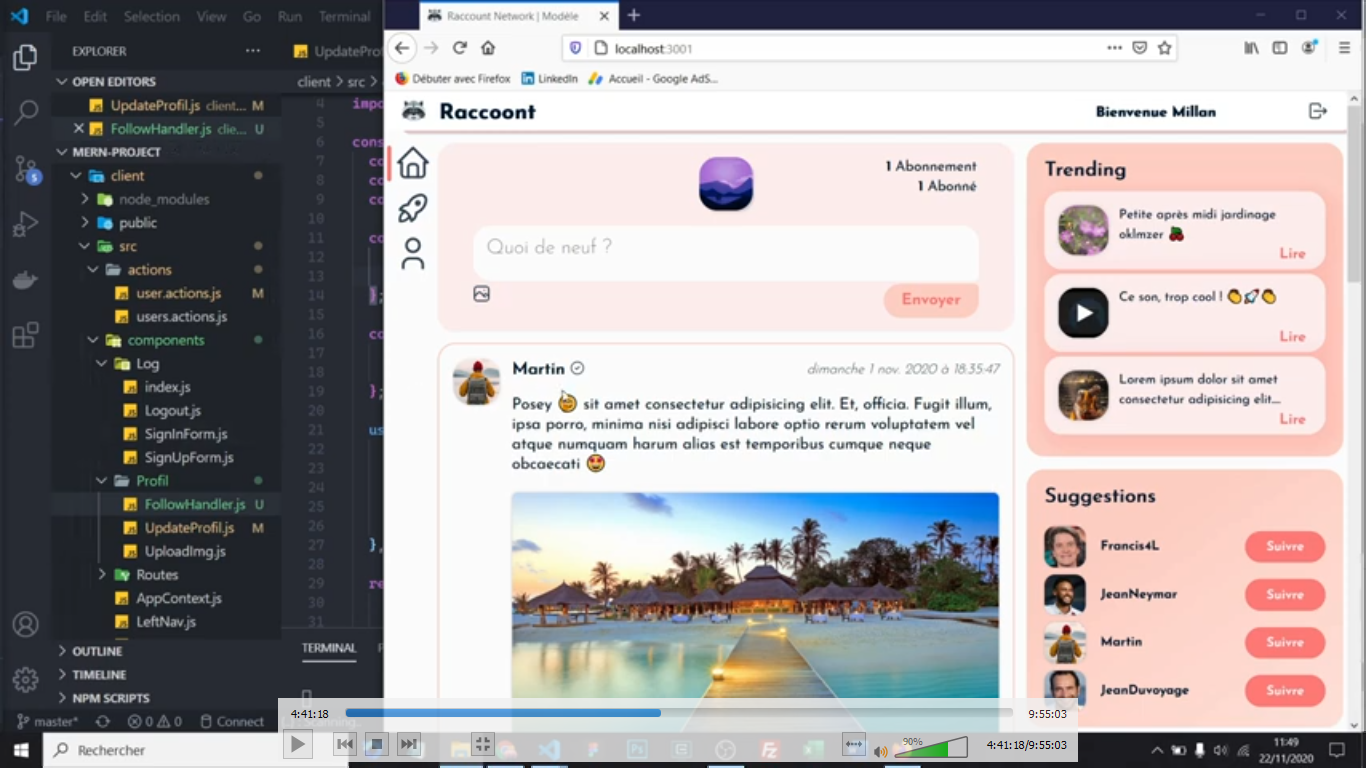 File Edit Selection View Go Run Terminal
Raccount Network | Modèle
EXPLORER
UpdateProf
localhost:3001
OPEN EDITORS
client > src >
Débuter avec Firefox LinkedIn Accueil - Google AdS...
UpdateProfil.js client... M
FollowHandler.js clie... U
MERN-PROJECT
client
node_modules
public
src
actions
user.actions.js M
users.actions.js
components
Log
index.js
Logout.js
SignInForm.js
SignUpForm.js
Profil
FollowHandler.js U
UpdateProfil.js M
UploadImg.js
Routes
AppContext.js
LeftNav.js
OUTLINE
TIMELINE
NPM SCRIPTS
master* 0 0 Connect
4 impo
5
6 cons
7 co
8 co
9 co
10
11 co
12
13
14 };
15
16 co
17
18
19 };
20
21 us
22
23
24
25
26
27 },
28
29 re
30
31
TERMINAL
Raccoont
Bienvenue Millan
1 Abonnement
1 Abonné
Quoi de neuf ?
Envoyer
Martin
dimanche 1 nov. 2020 à 18:35:47
Posey sit amet consectetur adipisicing elit. Et, officia. Fugit illum,
ipsa porro, minima nisi adipisci labore optio rerum voluptatem vel
atque numquam harum alias est temporibus cumque neque
obcaecati
Trending
Petite après midi jardinage
oklmzer
Lire
Ce son, trop cool !
Lire
Lorem ipsum dolor sit amet
consectetur adipisicing elit...
Lire
Suggestions
Francis4L Suivre
JeanNeymar Suivre
Martin Suivre
JeanDuvoyage Suivre
4:41:18 9:55:03
90%
4:41:18/9:55:03
Rechercher
11:49
22/11/2020